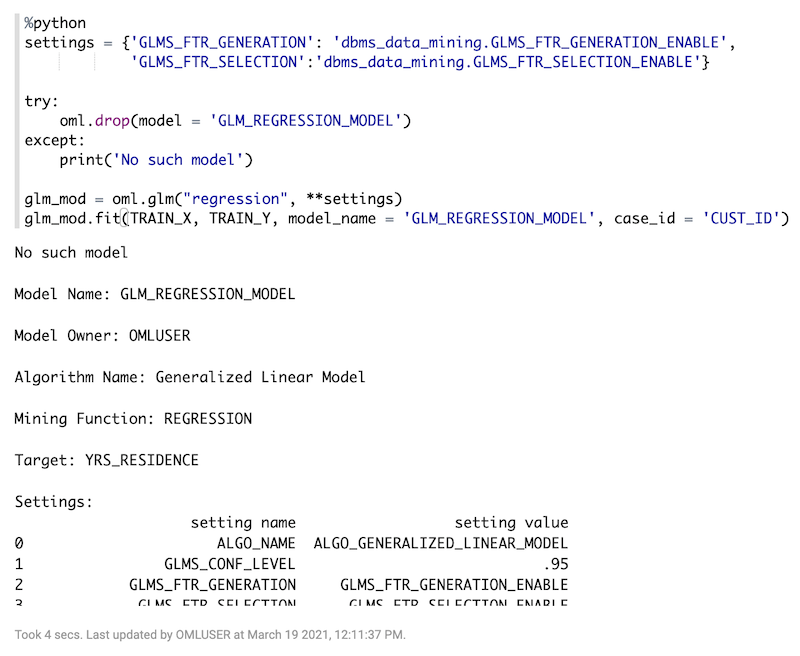 %python
settings = {'GLMS_FTR_GENERATION': 'dbms_data_mining.GLMS_FTR_GENERATION_ENABLE',
'GLMS_FTR_SELECTION':'dbms_data_mining.GLMS_FTR_SELECTION_ENABLE'}
try:
oml.drop(model = 'GLM_REGRESSION_MODEL')
except:
print('No such model')
glm_mod = oml.glm("regression", **settings)
glm_mod.fit(TRAIN_X, TRAIN_Y, model_name = 'GLM_REGRESSION_MODEL', case_id = 'CUST_ID')
No such model
Model Name: GLM_REGRESSION_MODEL
Model Owner: OMLUSER
Algorithm Name: Generalized Linear Model
Mining Function: REGRESSION
Target: YRS_RESIDENCE
Settings:
setting name setting value
0 ALGO_NAME ALGO_GENERALIZED_LINEAR_MODEL
1 GLMS_CONF_LEVEL .95
2 GLMS_FTR_GENERATION GLMS_FTR_GENERATION_ENABLE
3 GLMS_FTR_SELECTION GLMS_FTR_SELECTION_ENABLE
Took 4 secs. Last updated by OMLUSER at March 19 2021, 12:11:37 PM.